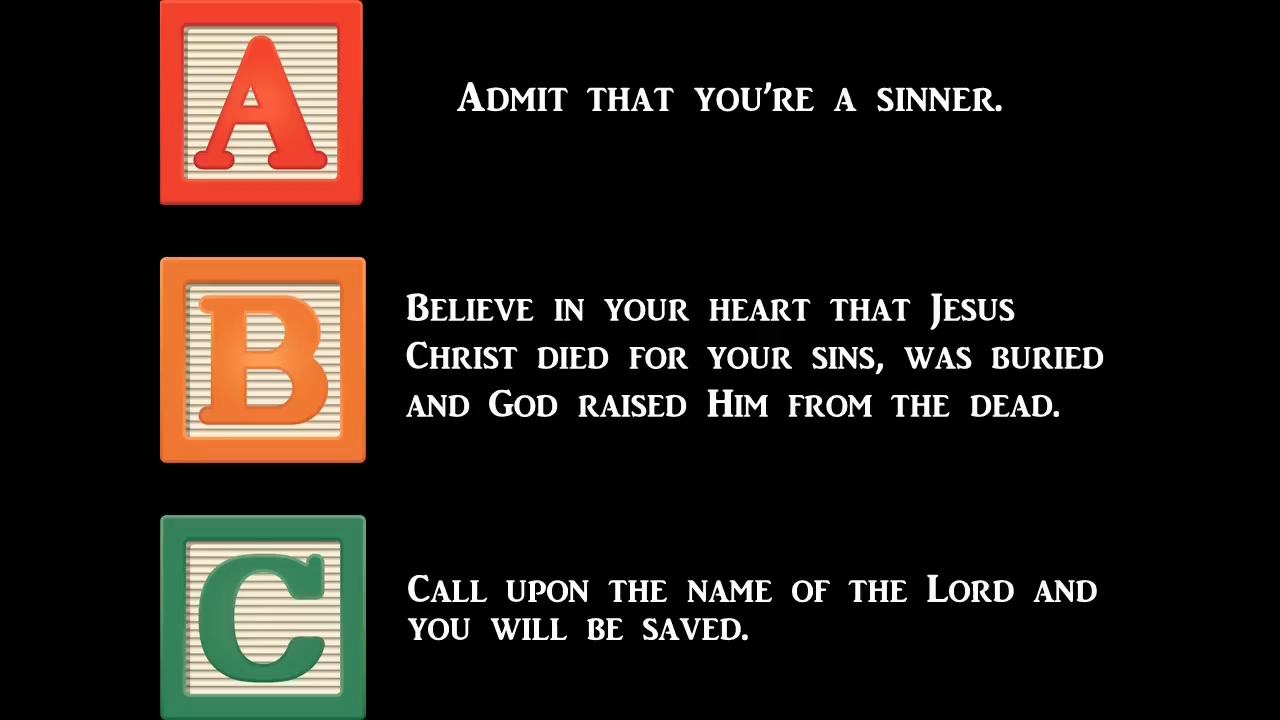 A
Admit that you're a sinner.
B
Believe in your heart that Jesus
Christ died for your sins, was buried
and God raised Him from the dead.
C
Call upon the name of the Lord and
you will be saved.